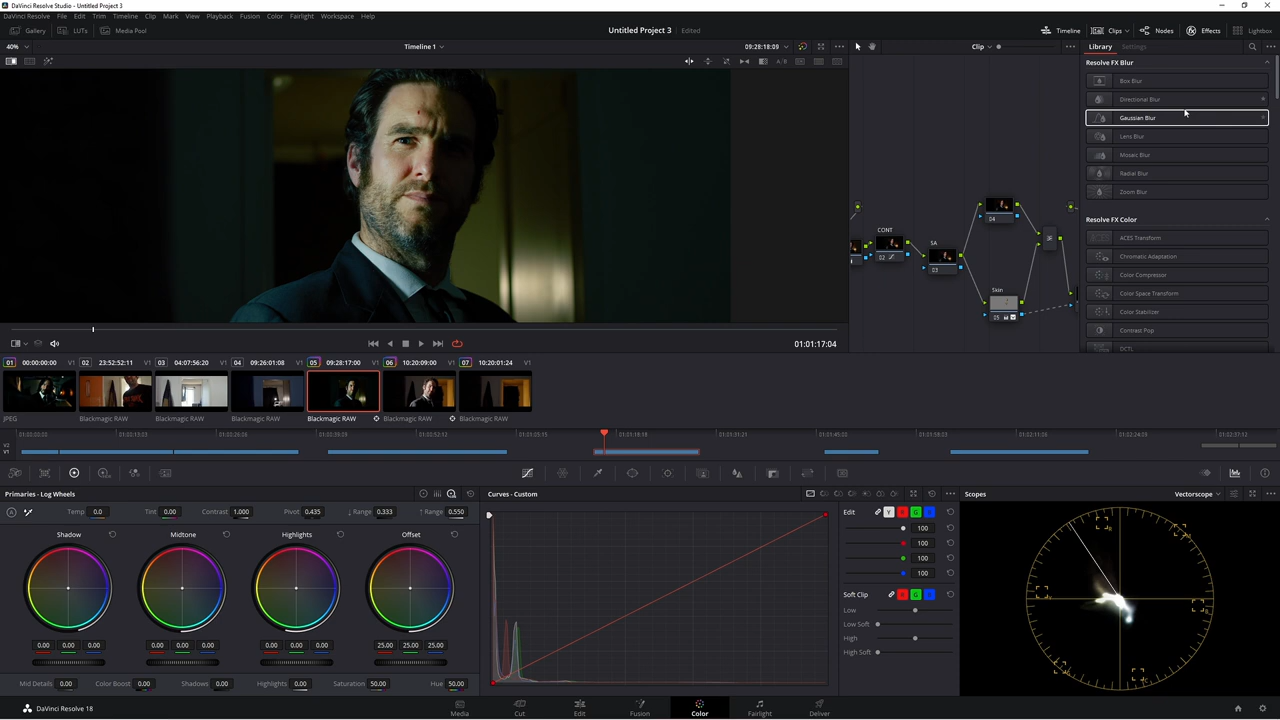 DaVinci Resolve Studio - Untitled Project 3
DaVinci Resolve File Edit Trim Timeline Clip Mark View Playback Fusion Color Fairlight Workspace Help
Gallery LUTs Media Pool Untitled Project 3 Edited Timeline Clips Nodes Effects Lightbox
40% Timeline 1 09:28:18:09 Clip Library Settings
Resolve FX Blur
Box Blur
Directional Blur
Gaussian Blur
Lens Blur
Mosaic Blur
Radial Blur
Zoom Blur
Resolve FX Color
ACES Transform
Chromatic Adaptation
Color Compressor
Color Space Transform
Color Stabilizer
Contrast Pop
DCTL
A/B
CONT
02
SA
03
04
Skin
05
01:01:17:04
01 00:00:00:00 V1 02 23:52:52:11 V1 03 04:07:56:20 V1 04 09:26:01:08 V1 05 09:28:17:00 V1 06 10:20:09:00 V1 07 10:20:01:24 V1
JPEG Blackmagic RAW Blackmagic RAW Blackmagic RAW Blackmagic RAW Blackmagic RAW Blackmagic RAW
V2
V1
Primaries - Log Wheels Curves - Custom Scopes Vectorscope
Temp 0.0 Tint 0.00 Contrast 1.000 Pivot 0.435 Range 0.333 Range 0.550
Shadow Midtone Highlights Offset
0.00 0.00 0.00 0.00 0.00 0.00 0.00 0.00 0.00 25.00 25.00 25.00
Mid Details 0.00 Color Boost 0.00 Shadows 0.00 Highlights 0.00 Saturation 50.00 Hue 50.00
Edit Y R G B
100
100
100
100
Soft Clip R G B
Low
Low Soft
High
High Soft
DaVinci Resolve 18 Media Cut Edit Fusion Color Fairlight Deliver